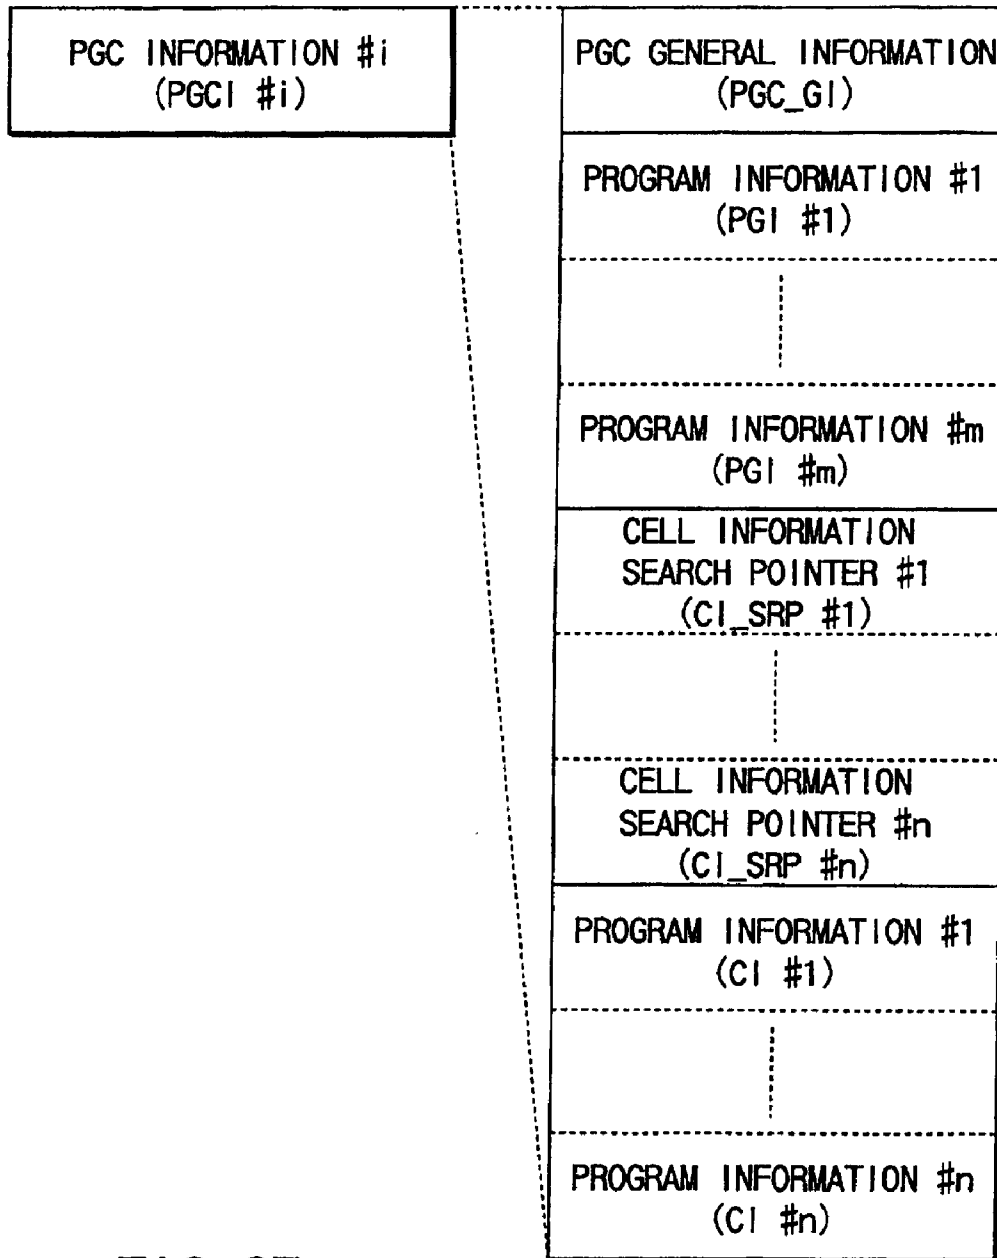 PGC INFORMATION #i
(PGCI #i)
PGC GENERAL INFORMATION
(PGC_GI)
PROGRAM INFORMATION #1
(PGI #1)
PROGRAM INFORMATION #m
(PGI #m)
CELL INFORMATION
SEARCH POINTER #1
(CI_SRP #1)
CELL INFORMATION
SEARCH POINTER #n
(CI_SRP #n)
PROGRAM INFORMATION #1
(CI #1)
PROGRAM INFORMATION #n
(CI #n)